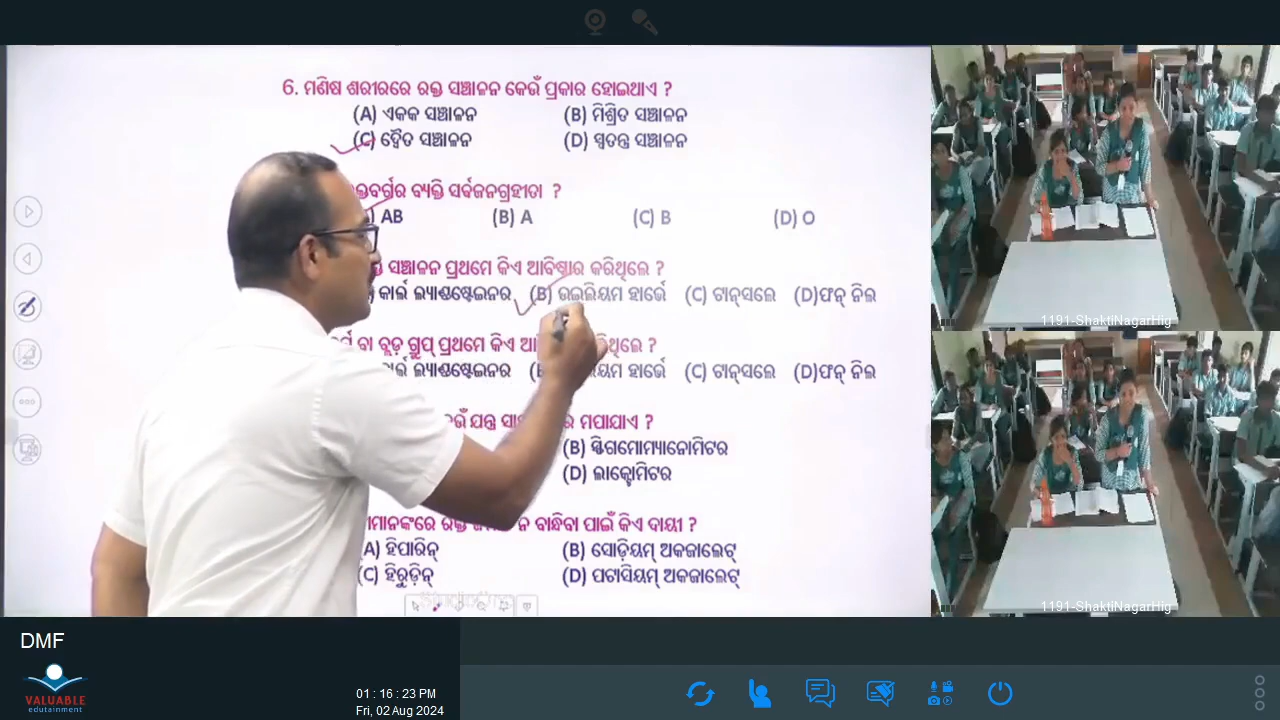 6. ମଣିଷ ଶରୀରରେ ରକ୍ତ ସଞ୍ଚାଳନ କେଉଁ ପ୍ରକାର ହୋଇଥାଏ ?
(A) ଏକକ ସଞ୍ଚାଳନ (B) ମିଶ୍ରିତ ସଞ୍ଚାଳନ
(C) ଦ୍ୱୈତ ସଞ୍ଚାଳନ (D) ସ୍ୱତନ୍ତ୍ର ସଞ୍ଚାଳନ
ବ୍ୟକ୍ତି ସର୍ବଜନଗ୍ରହୀତା ?
AB (B) A (C) B (D) O
ସଞ୍ଚାଳନ ପ୍ରଥମେ କିଏ ଆବିଷ୍କାର କରିଥିଲେ ?
କାର୍ଲ ଲ୍ୟାଣ୍ଡଷ୍ଟେଇନର (B) ଉଇଲିୟମ ହାର୍ଭେ (C) ଟାନ୍‌ସଲେ (D)ଫନ୍ ନିଲ
ବା ବ୍ଲଡ଼ ଗ୍ରୁପ୍ ପ୍ରଥମେ କିଏ
ଲ୍ୟାଣ୍ଡଷ୍ଟେଇନର ହାର୍ଭେ (C) ଟାନ୍‌ସଲେ (D)ଫନ୍ ନିଲ
ଯନ୍ତ୍ର ମପାଯାଏ ?
(B) ସ୍ଫିଗମୋମ୍ୟାନୋମିଟର
(D) ଲାକ୍ଟୋମିଟର
ରକ୍ତ ନ ବାନ୍ଧିବା ପାଇଁ କିଏ ଦାୟୀ ?
A) ହିପାରିନ୍ (B) ସୋଡ଼ିୟମ୍ ଅକଜାଲେଟ୍
(C) ହିରୁଡ଼ିନ୍ (D) ପଟାସିୟମ୍ ଅକଜାଲେଟ୍
1191-ShaktiNagarHig
1191-ShaktiNagarHig
DMF
VALUABLE
edutainment
01 : 16 : 23 PM
Fri, 02 Aug 2024